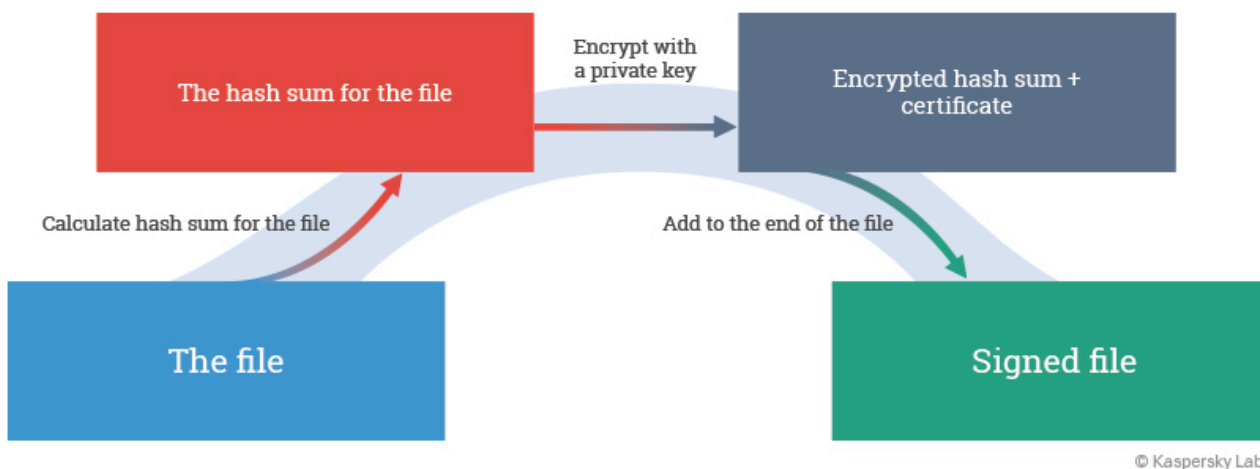 Encrypt with
a private key
The hash sum for the file
Encrypted hash sum +
certificate
Calculate hash sum for the file
Add to the end of the file
The file
Signed file
© Kaspersky Lab